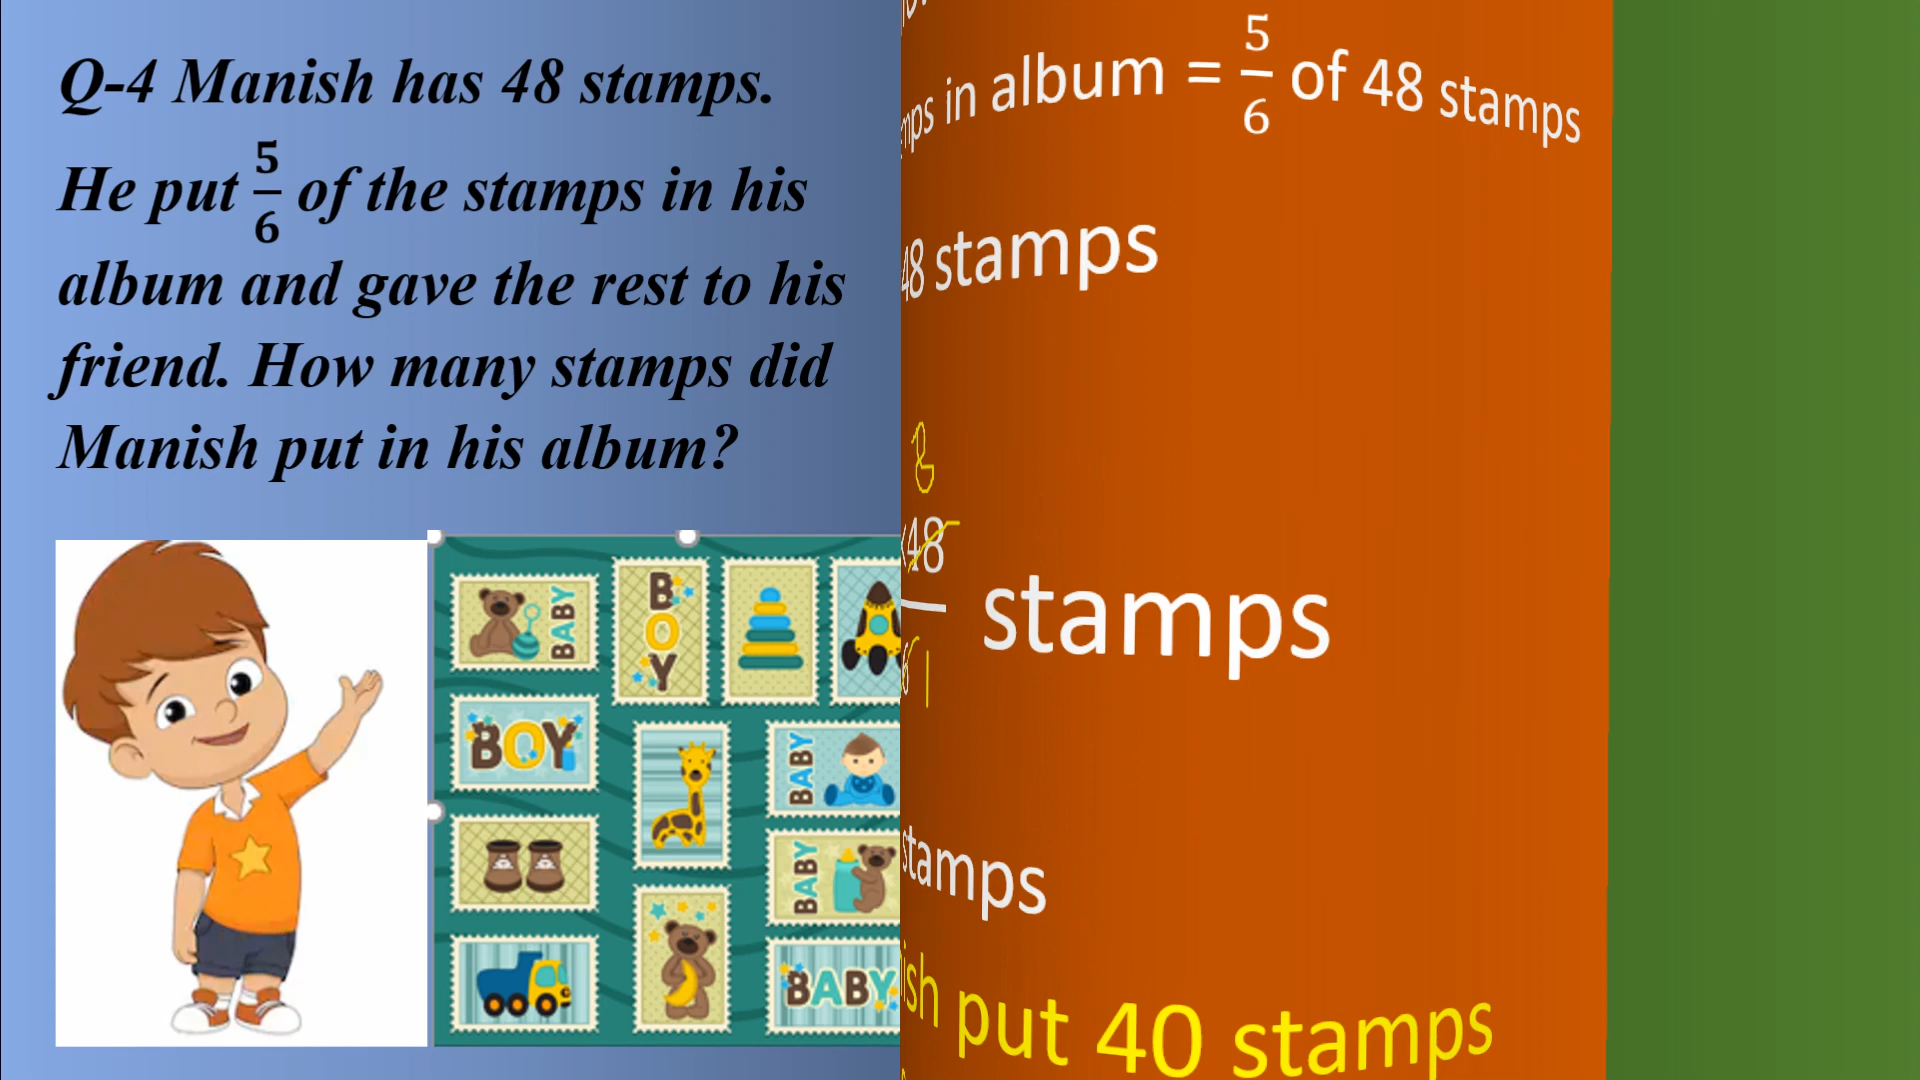 Q-4 Manish has 48 stamps.
He put 5/6 of the stamps in his
album and gave the rest to his
friend. How many stamps did
Manish put in his album?
BABY
BOY
BOY
BABY
BABY
BABY
in album = 5/6 of 48 stamps
48 stamps
8
48
stamps
6 1
stamps
put 40 stamps